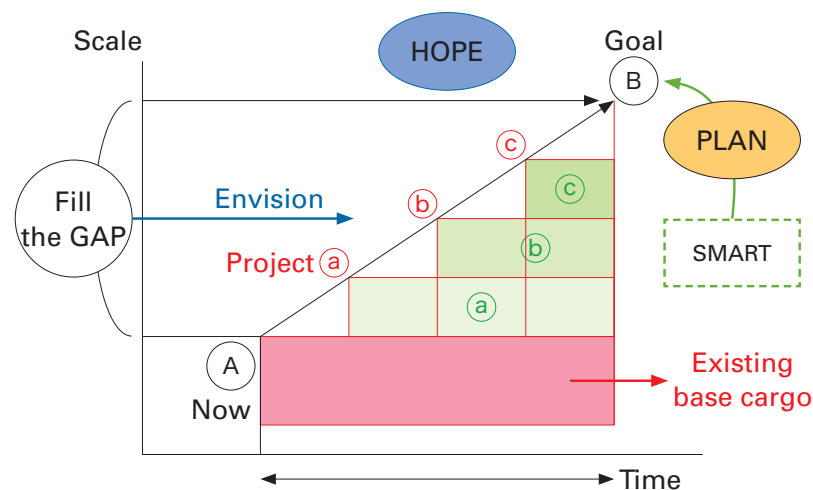 Scale
HOPE
Goal
B
PLAN
c
c
Fill
the GAP
Envision
b
b
SMART
Project a
a
A
Now
Existing
base cargo
Time